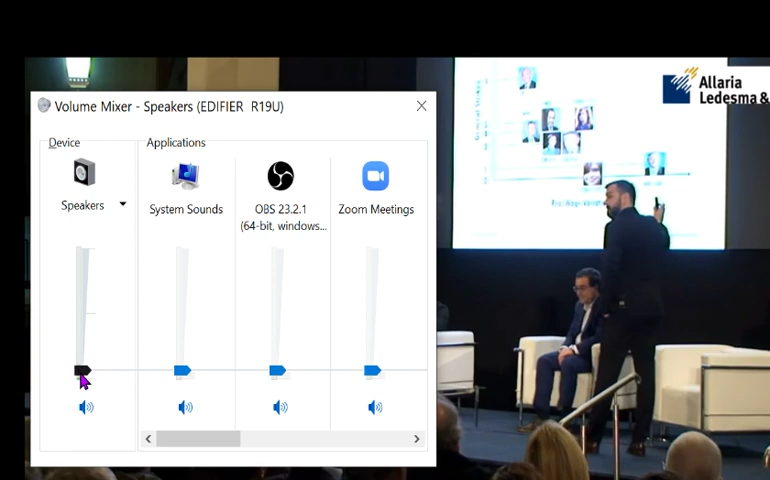 Volume Mixer - Speakers (EDIFIER R19U)
Device
Applications
Speakers
System Sounds
OBS 23.2.1
(64-bit, windows...
Zoom Meetings
Allaria
Ledesma &